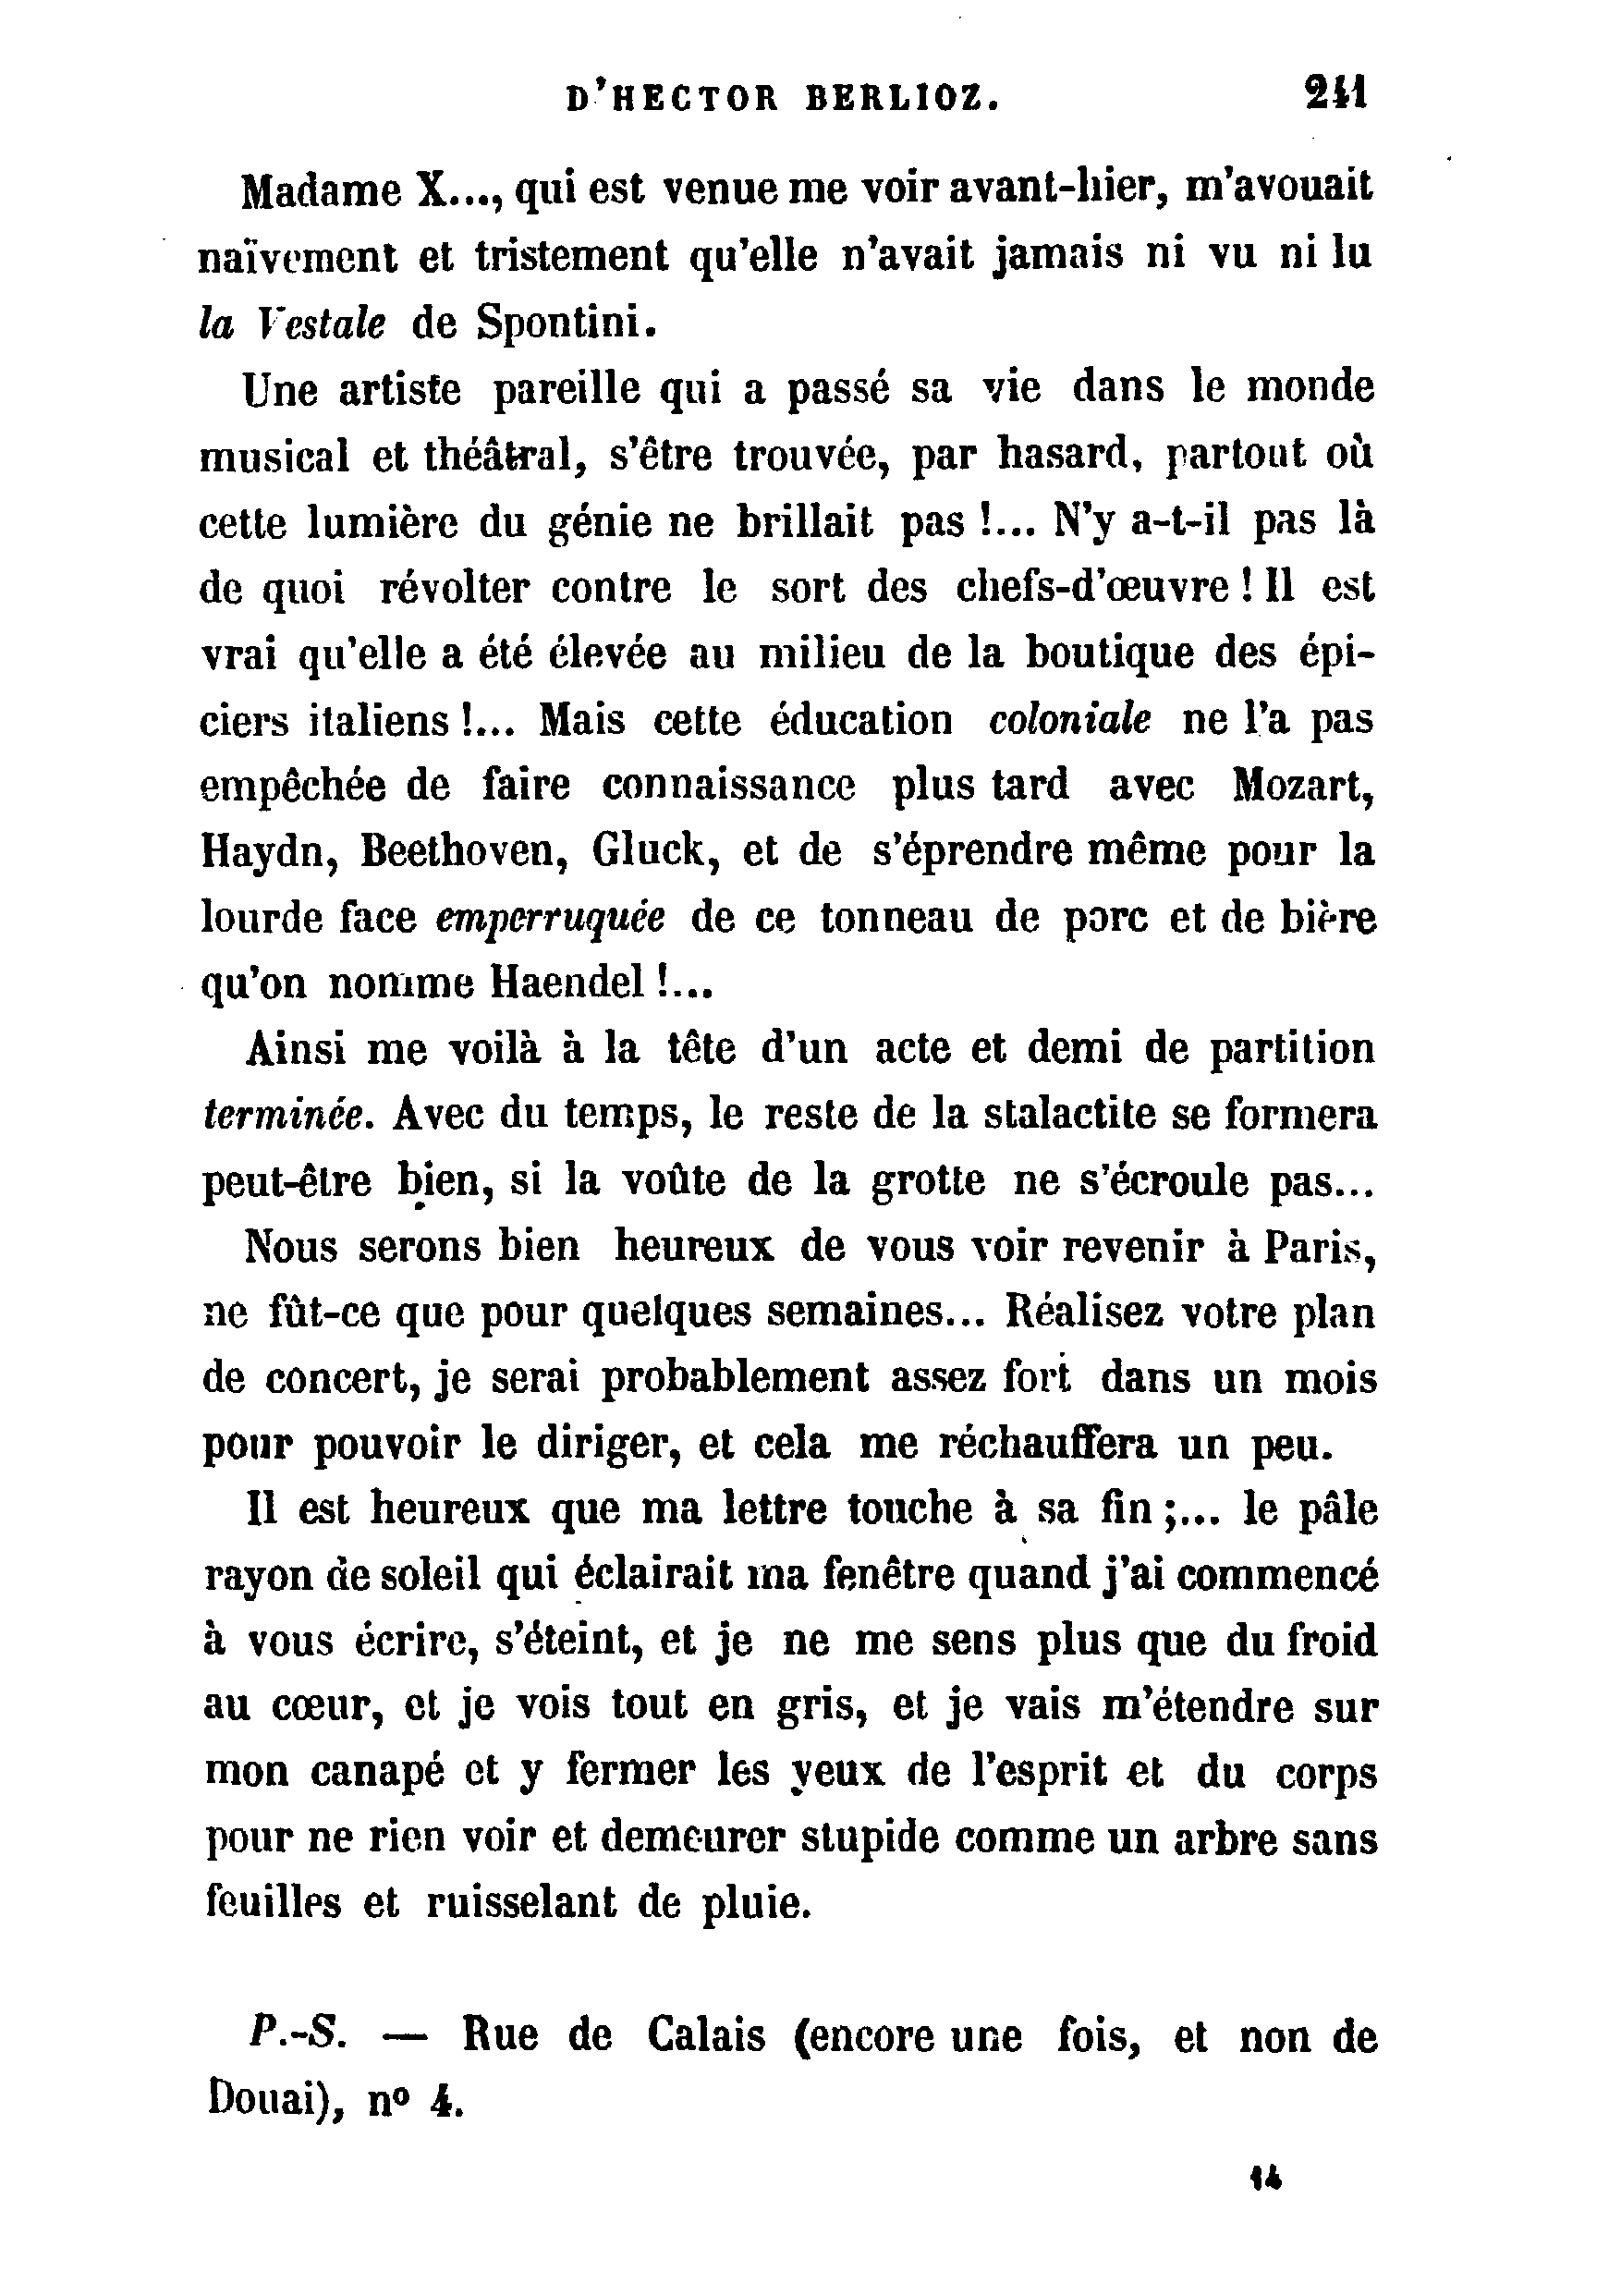 D'HECTOR BERLIOZ. 241
Madame X..., qui est venue me voir avant-hier, m'avouait
naïvement et tristement qu'elle n'avait jamais ni vu ni lu
la Vestale de Spontini.
Une artiste pareille qui a passé sa vie dans le monde
musical et théâtral, s'être trouvée, par hasard, partout où
cette lumière du génie ne brillait pas !... N'y a-t-il pas là
de quoi révolter contre le sort des chefs-d'œuvre ! Il est
vrai qu'elle a été élevée au milieu de la boutique des épi-
ciers italiens !... Mais cette éducation coloniale ne l'a pas
empêchée de faire connaissance plus tard avec Mozart,
Haydn, Beethoven, Gluck, et de s'éprendre même pour la
lourde face emperruquée de ce tonneau de porc et de bière
qu'on nomme Haendel !...
Ainsi me voilà à la tête d'un acte et demi de partition
terminée. Avec du temps, le reste de la stalactite se formera
peut-être bien, si la voûte de la grotte ne s'écroule pas...
Nous serons bien heureux de vous voir revenir à Paris,
ne fût-ce que pour quelques semaines... Réalisez votre plan
de concert, je serai probablement assez fort dans un mois
pour pouvoir le diriger, et cela me réchauffera un peu.
Il est heureux que ma lettre touche à sa fin ;... le pâle
rayon de soleil qui éclairait ma fenêtre quand j'ai commencé
à vous écrire, s'éteint, et je ne me sens plus que du froid
au cœur, et je vois tout en gris, et je vais m'étendre sur
mon canapé et y fermer les yeux de l'esprit et du corps
pour ne rien voir et demeurer stupide comme un arbre sans
feuilles et ruisselant de pluie.
P.-S. — Rue de Calais (encore une fois, et non de
Douai), nº 4.
14